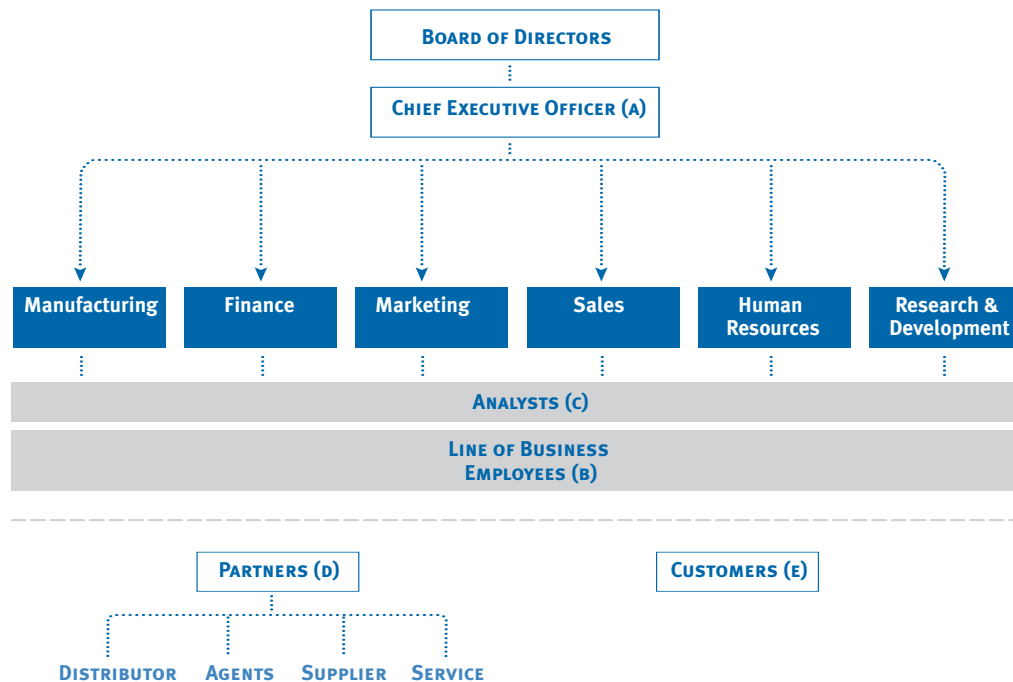 Board of Directors
Chief Executive Officer (A)
Manufacturing
Finance
Marketing
Sales
Human
Resources
Research &
Development
Analysts (C)
Line of Business
Employees (B)
Partners (D)
Customers (E)
Distributor
Agents
Supplier
Service